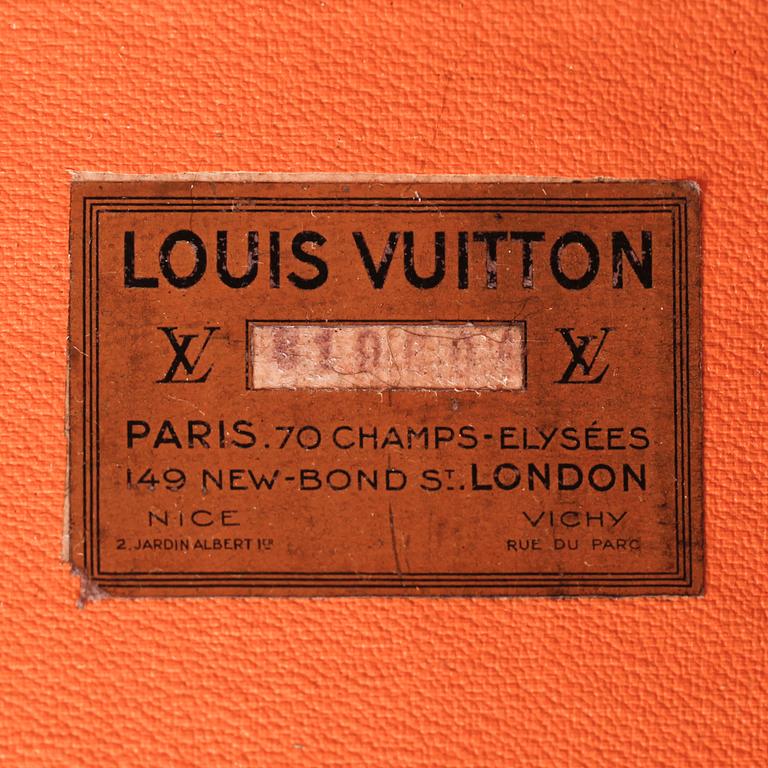 LOUIS VUITTON
LV LV
PARIS. 70 CHAMPS-ELYSÉES
149 NEW-BOND ST. LONDON
NICE VICHY
2. JARDIN ALBERT 1ER RUE DU PARC